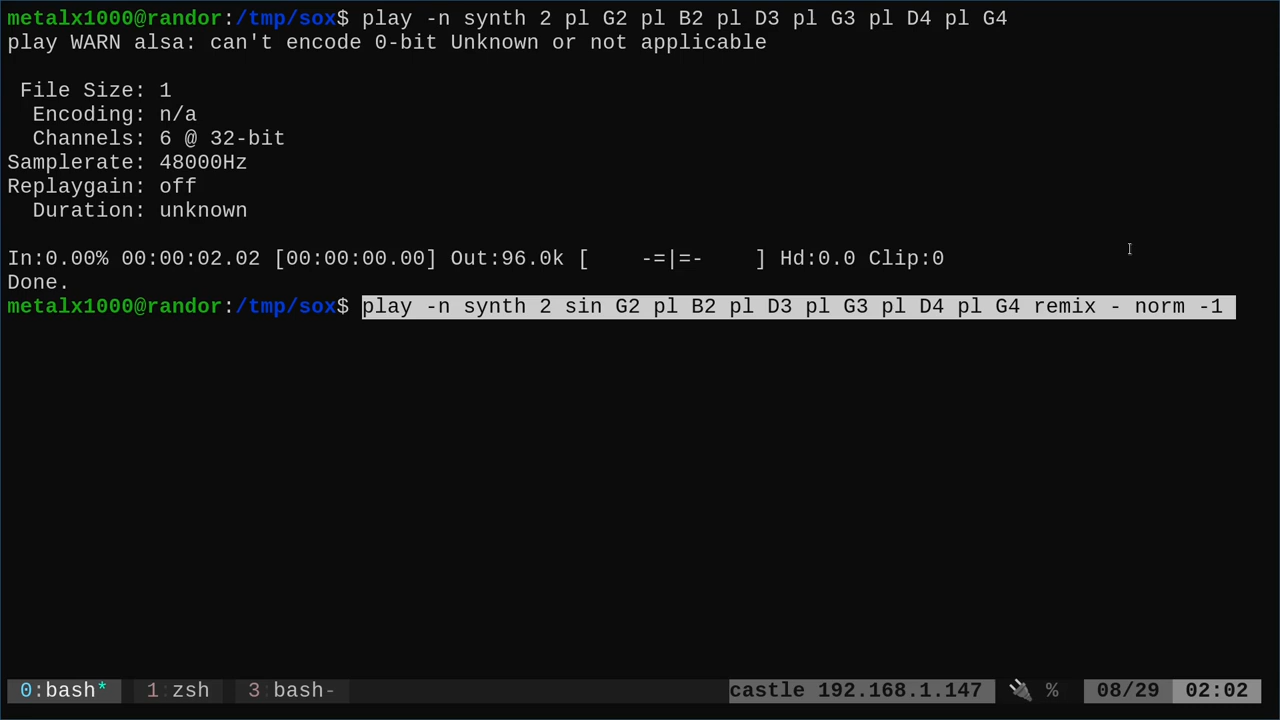 metalx1000@randor:/tmp/sox$ play -n synth 2 pl G2 pl B2 pl D3 pl G3 pl D4 pl G4
play WARN alsa: can't encode 0-bit Unknown or not applicable
File Size: 1
Encoding: n/a
Channels: 6 @ 32-bit
Samplerate: 48000Hz
Replaygain: off
Duration: unknown
In:0.00% 00:00:02.02 [00:00:00.00] Out:96.0k [    -=|=-    ] Hd:0.0 Clip:0
Done.
metalx1000@randor:/tmp/sox$ play -n synth 2 sin G2 pl B2 pl D3 pl G3 pl D4 pl G4 remix - norm -1
0:bash* 1:zsh 3:bash- castle 192.168.1.147 🔌 % 08/29 02:02